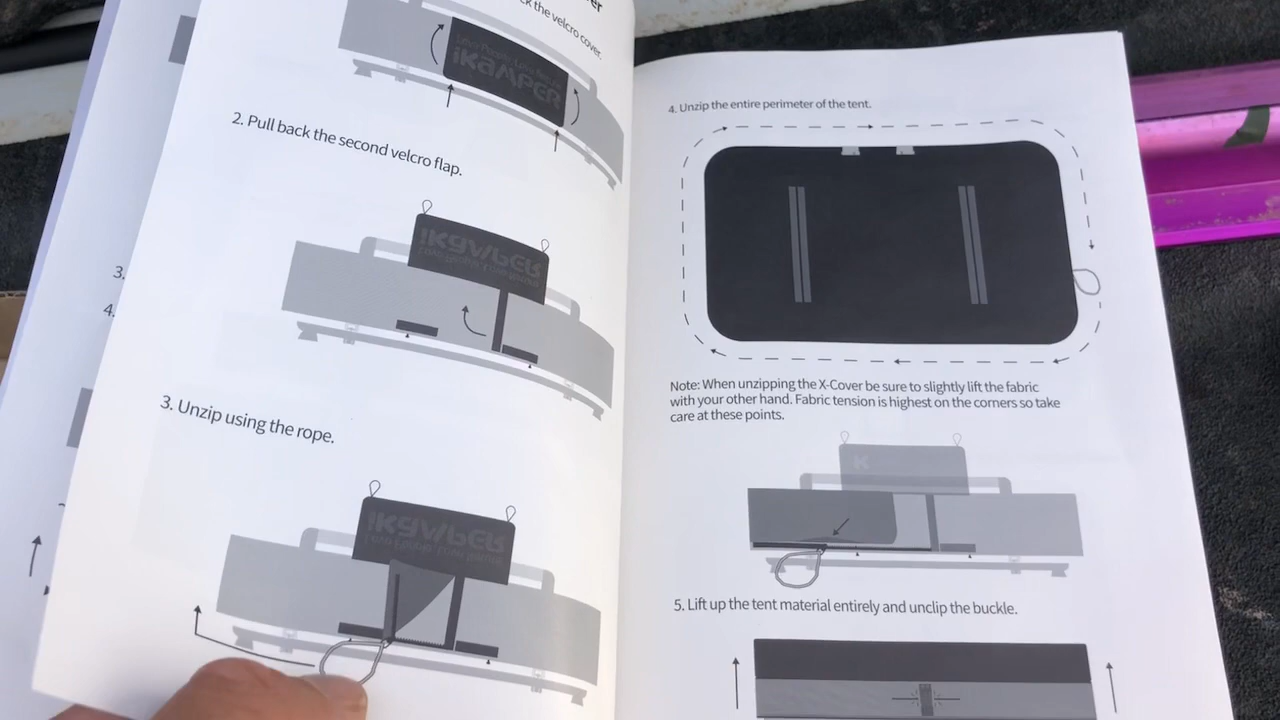 the velcro cover.
iKAMPER
2. Pull back the second velcro flap.
3. Unzip using the rope.
3.
4.
4. Unzip the entire perimeter of the tent.
Note: When unzipping the X-Cover be sure to slightly lift the fabric
with your other hand. Fabric tension is highest on the corners so take
care at these points.
K
5. Lift up the tent material entirely and unclip the buckle.